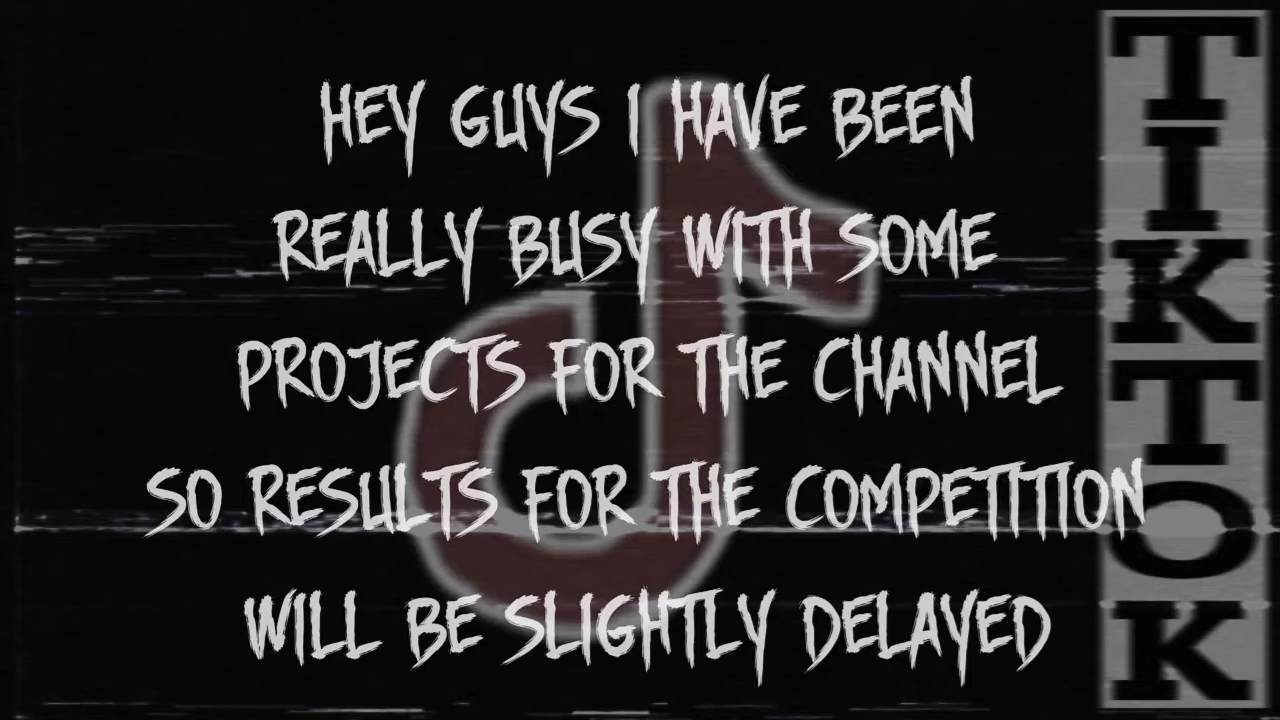 HEY GUYS I HAVE BEEN
REALLY BUSY WITH SOME
PROJECTS FOR THE CHANNEL
SO RESULTS FOR THE COMPETITION
WILL BE SLIGHTLY DELAYED
TIKTOK